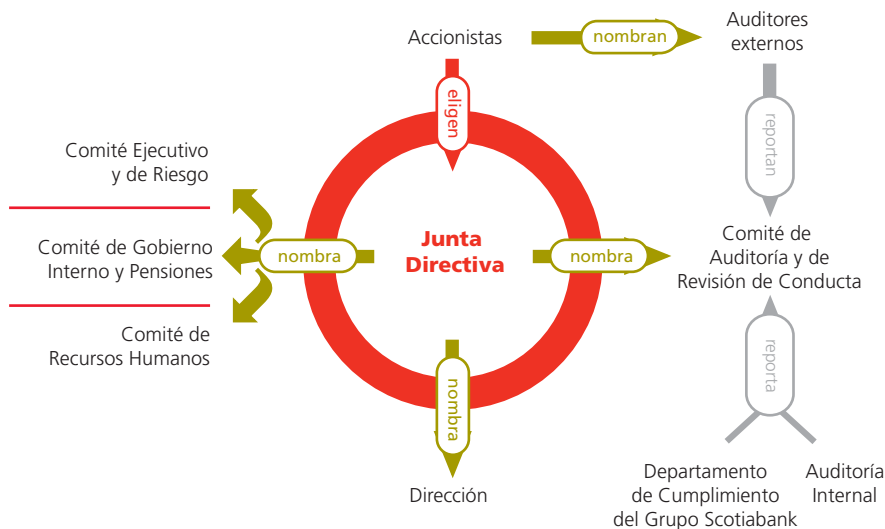 Accionistas
nombran
Auditores
externos
eligen
reportan
Comité Ejecutivo
y de Riesgo
Comité de Gobierno
Interno y Pensiones
Comité de
Recursos Humanos
nombra
Junta
Directiva
nombra
Comité de
Auditoría y de
Revisión de Conducta
nombra
reporta
Dirección
Departamento
de Cumplimiento
del Grupo Scotiabank
Auditoría
Internal